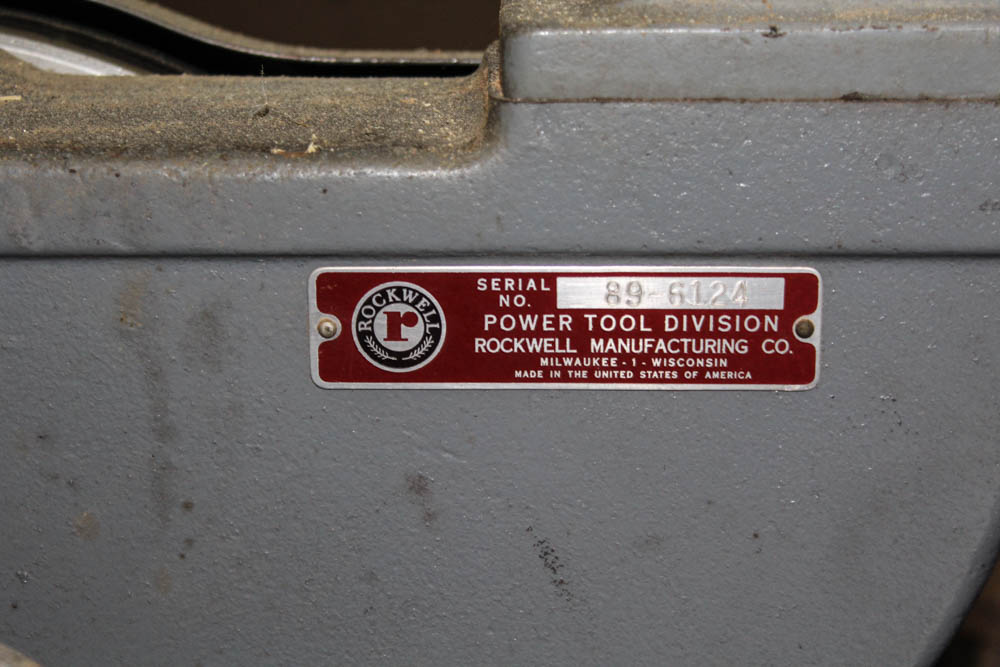 ROCKWELL
r
SERIAL NO. 89-6124
POWER TOOL DIVISION
ROCKWELL MANUFACTURING CO.
MILWAUKEE - 1 - WISCONSIN
MADE IN THE UNITED STATES OF AMERICA